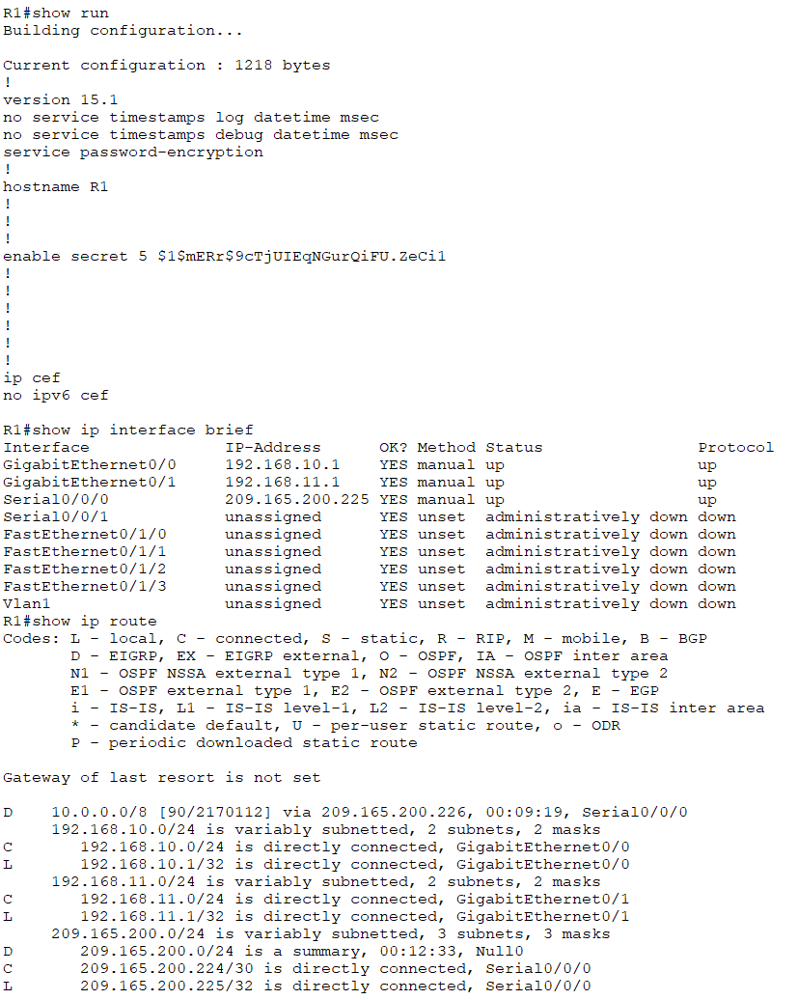 R1#show run
Building configuration...

Current configuration : 1218 bytes
!
version 15.1
no service timestamps log datetime msec
no service timestamps debug datetime msec
service password-encryption
!
hostname R1
!
!
!
enable secret 5 $1$mERr$9cTjUIEqNGurQiFU.ZeCi1
!
!
!
!
!
!
ip cef
no ipv6 cef

R1#show ip interface brief
Interface              IP-Address      OK? Method Status                Protocol
GigabitEthernet0/0     192.168.10.1    YES manual up                    up
GigabitEthernet0/1     192.168.11.1    YES manual up                    up
Serial0/0/0            209.165.200.225 YES manual up                    up
Serial0/0/1            unassigned      YES unset  administratively down down
FastEthernet0/1/0      unassigned      YES unset  administratively down down
FastEthernet0/1/1      unassigned      YES unset  administratively down down
FastEthernet0/1/2      unassigned      YES unset  administratively down down
FastEthernet0/1/3      unassigned      YES unset  administratively down down
Vlan1                  unassigned      YES unset  administratively down down
R1#show ip route
Codes: L - local, C - connected, S - static, R - RIP, M - mobile, B - BGP
       D - EIGRP, EX - EIGRP external, O - OSPF, IA - OSPF inter area
       N1 - OSPF NSSA external type 1, N2 - OSPF NSSA external type 2
       E1 - OSPF external type 1, E2 - OSPF external type 2, E - EGP
       i - IS-IS, L1 - IS-IS level-1, L2 - IS-IS level-2, ia - IS-IS inter area
       * - candidate default, U - per-user static route, o - ODR
       P - periodic downloaded static route

Gateway of last resort is not set

D    10.0.0.0/8 [90/2170112] via 209.165.200.226, 00:09:19, Serial0/0/0
     192.168.10.0/24 is variably subnetted, 2 subnets, 2 masks
C       192.168.10.0/24 is directly connected, GigabitEthernet0/0
L       192.168.10.1/32 is directly connected, GigabitEthernet0/0
     192.168.11.0/24 is variably subnetted, 2 subnets, 2 masks
C       192.168.11.0/24 is directly connected, GigabitEthernet0/1
L       192.168.11.1/32 is directly connected, GigabitEthernet0/1
     209.165.200.0/24 is variably subnetted, 3 subnets, 3 masks
D       209.165.200.0/24 is a summary, 00:12:33, Null0
C       209.165.200.224/30 is directly connected, Serial0/0/0
L       209.165.200.225/32 is directly connected, Serial0/0/0